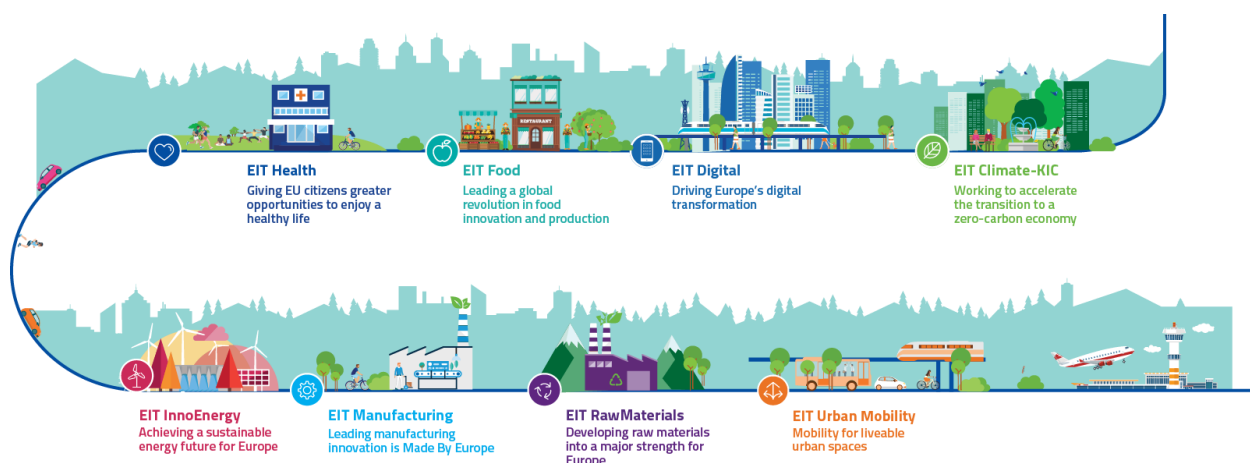 RESTAURANT
EIT Health
Giving EU citizens greater
opportunities to enjoy a
healthy life
EIT Food
Leading a global
revolution in food
innovation and production
EIT Digital
Driving Europe's digital
transformation
EIT Climate-KIC
Working to accelerate
the transition to a
zero-carbon economy
EIT InnoEnergy
Achieving a sustainable
energy future for Europe
EIT Manufacturing
Leading manufacturing
innovation is Made By Europe
EIT RawMaterials
Developing raw materials
into a major strength for
Europe
EIT Urban Mobility
Mobility for liveable
urban spaces